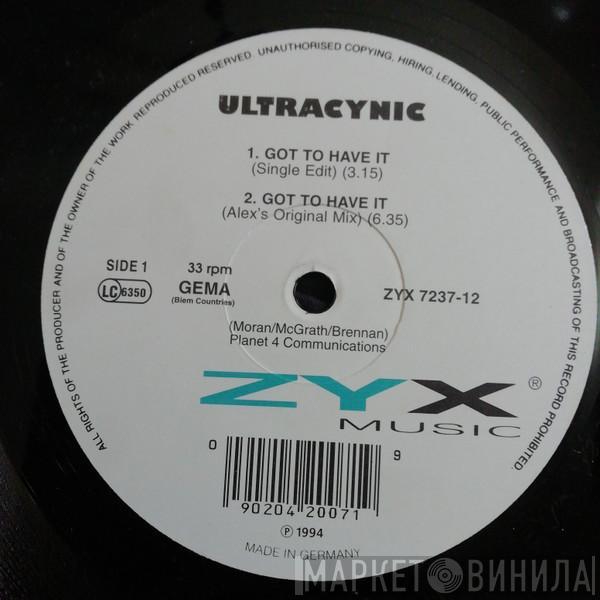 ALL RIGHTS OF THE PRODUCER AND OF THE OWNER OF THE WORK REPRODUCED RESERVED. UNAUTHORISED COPYING, HIRING, LENDING, PUBLIC PERFORMANCE AND BROADCASTING OF THIS RECORD PROHIBITED.
ULTRACYNIC
1. GOT TO HAVE IT
(Single Edit) (3.15)
2. GOT TO HAVE IT
(Alex's Original Mix) (6.35)
SIDE 1 33 rpm
LC 6350 GEMA
(Biem Countries)
ZYX 7237-12
(Moran/McGrath/Brennan)
Planet 4 Communications
ZYX ®
MUSIC
0 9
90204 20071
℗ 1994
MADE IN GERMANY
МАРКЕТ ВИНИЛА